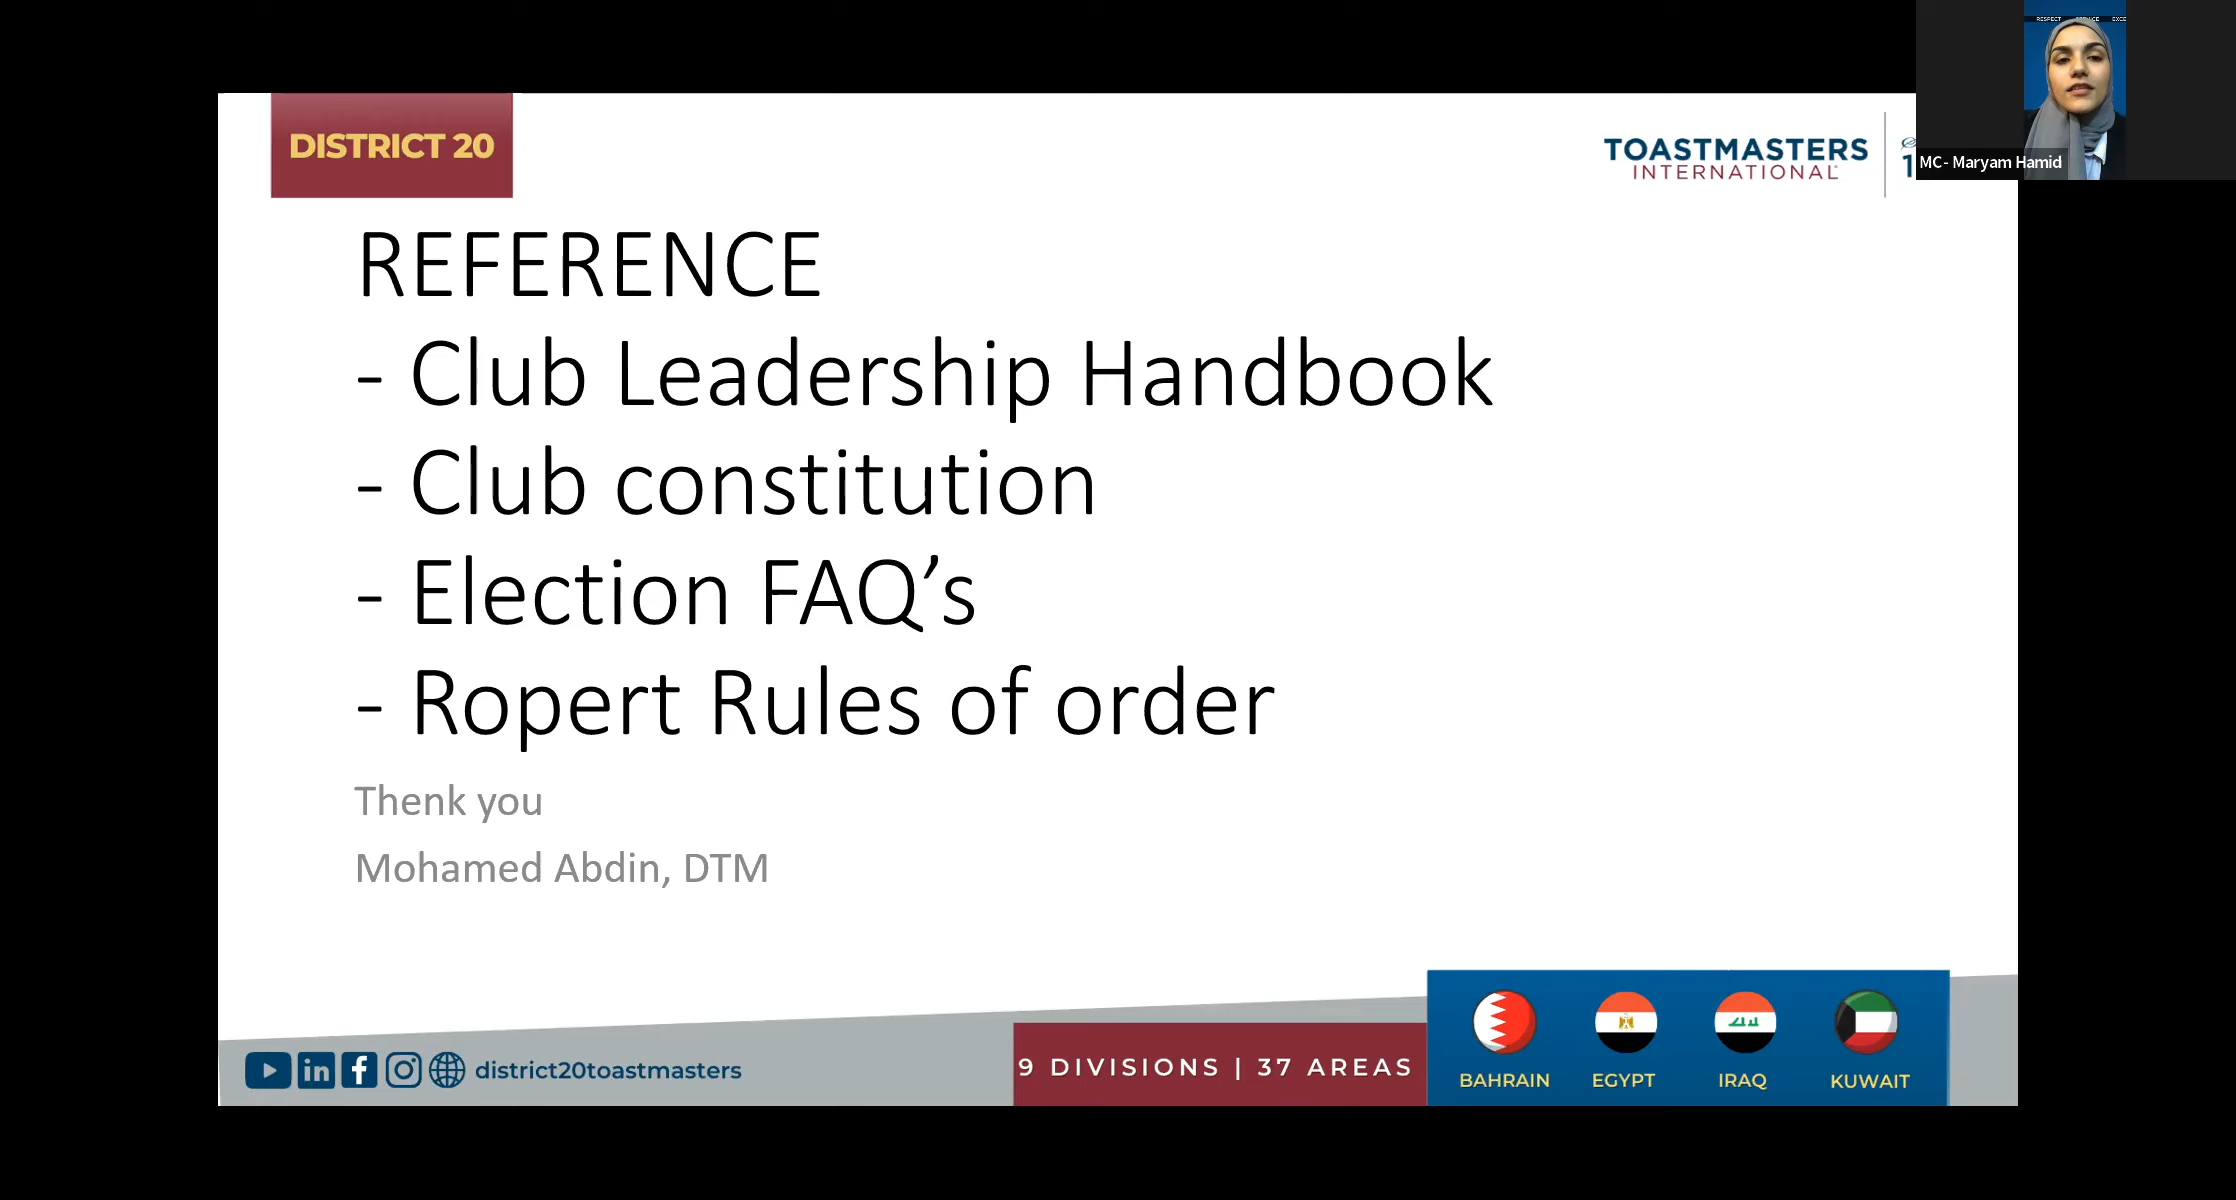 RESPECT
DISTRICT 20
TOASTMASTERS
INTERNATIONAL
MC- Maryam Hamid
REFERENCE
- Club Leadership Handbook
- Club constitution
- Election FAQ’s
- Ropert Rules of order
Thenk you
Mohamed Abdin, DTM
district20toastmasters
9 DIVISIONS | 37 AREAS
BAHRAIN EGYPT IRAQ KUWAIT